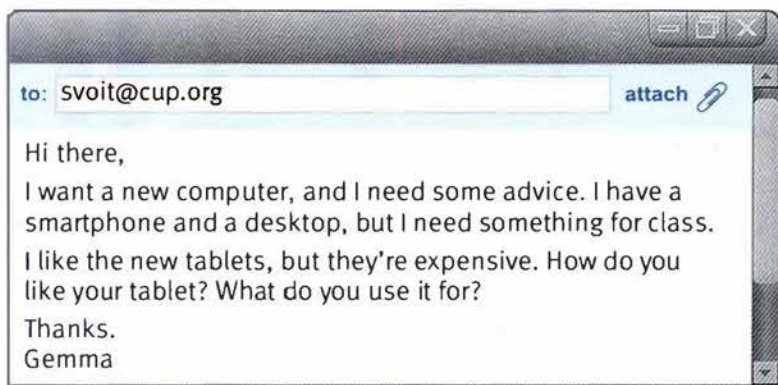 to: svoit@cup.org attach
Hi there,
I want a new computer, and I need some advice. I have a
smartphone and a desktop, but I need something for class.
I like the new tablets, but they're expensive. How do you
like your tablet? What do you use it for?
Thanks.
Gemma